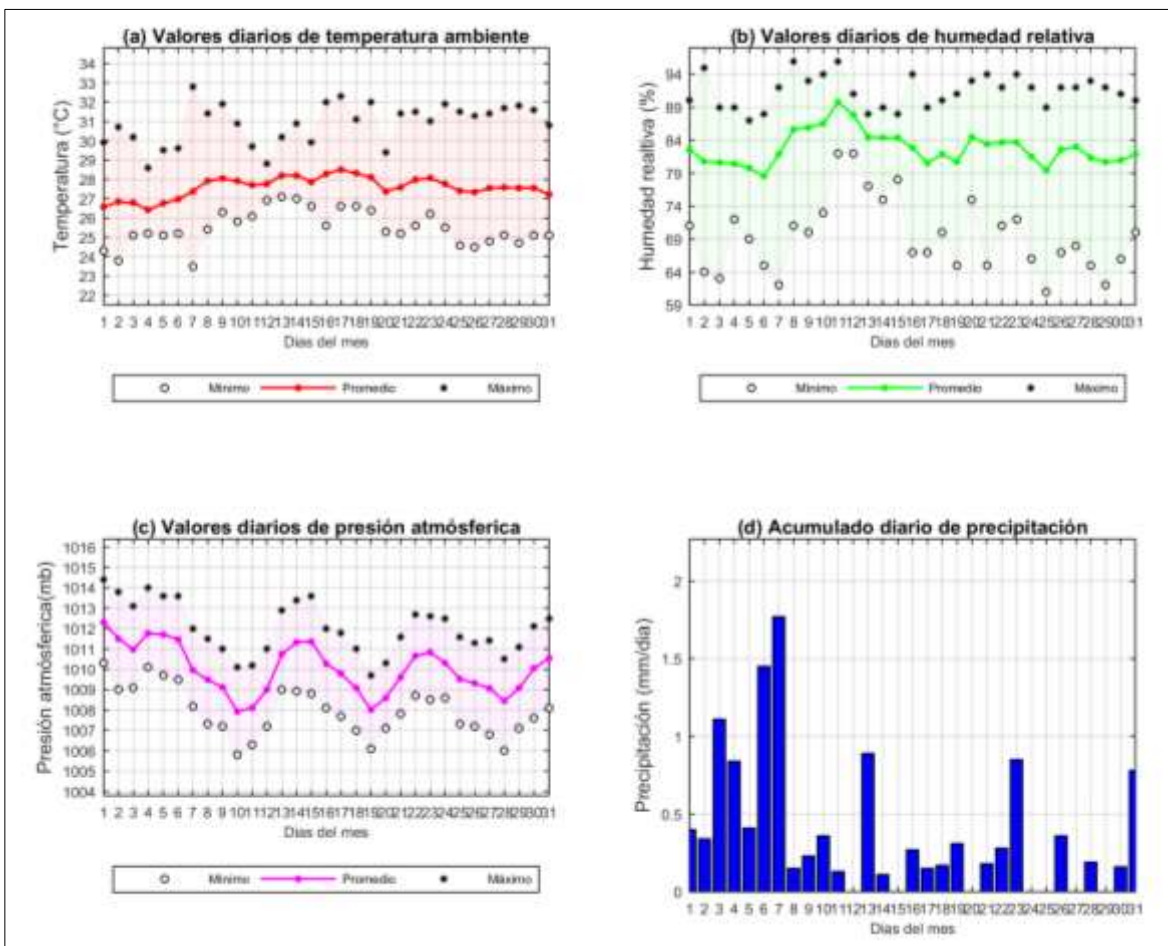 (a) Valores diarios de temperatura ambiente
34
33
32
31
30
29
28
27
26
25
24
23
22
Temperatura (°C)
1 2 3 4 5 6 7 8 9 10 11 12 13 14 15 16 17 18 19 20 21 22 23 24 25 26 27 28 29 30 31
Dias del mes
Mínimo Promedio Máximo
(b) Valores diarios de humedad relativa
94
89
84
79
74
69
64
59
Humedad realtiva (%)
1 2 3 4 5 6 7 8 9 10 11 12 13 14 15 16 17 18 19 20 21 22 23 24 25 26 27 28 29 30 31
Dias del mes
Mínimo Promedio Máximo
(c) Valores diarios de presión atmósferica
1016
1015
1014
1013
1012
1011
1010
1009
1008
1007
1006
1005
1004
Presión atmósferica(mb)
1 2 3 4 5 6 7 8 9 10 11 12 13 14 15 16 17 18 19 20 21 22 23 24 25 26 27 28 29 30 31
Dias del mes
Mínimo Promedio Máximo
(d) Acumulado diario de precipitación
2
1.5
1
0.5
0
Precipitación (mm/dia)
1 2 3 4 5 6 7 8 9 10 11 12 13 14 15 16 17 18 19 20 21 22 23 24 25 26 27 28 29 30 31
Dias del mes